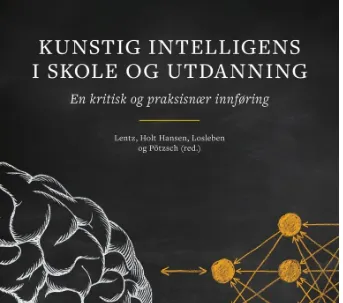 KUNSTIG INTELLIGENS
I SKOLE OG UTDANNING
En kritisk og praksisnær innføring
Lentz, Holt Hansen, Losleben
og Pötzsch (red.)